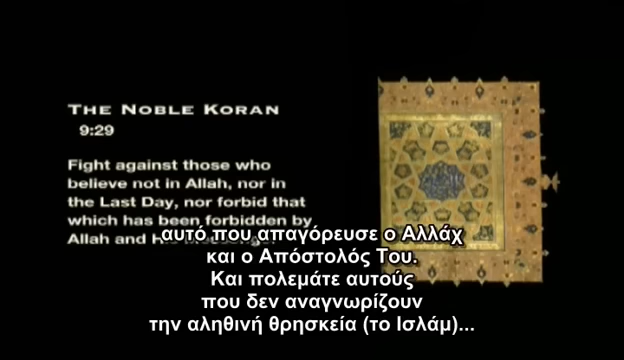 THE NOBLE KORAN
9:29
Fight against those who
believe not in Allah, nor in
the Last Day, nor forbid that
which has been forbidden by
Allah and His
αυτό που απαγόρευσε ο Αλλάχ
και ο Απόστολός Του.
Και πολεμάτε αυτούς
που δεν αναγνωρίζουν
την αληθινή θρησκεία (το Ισλάμ)...